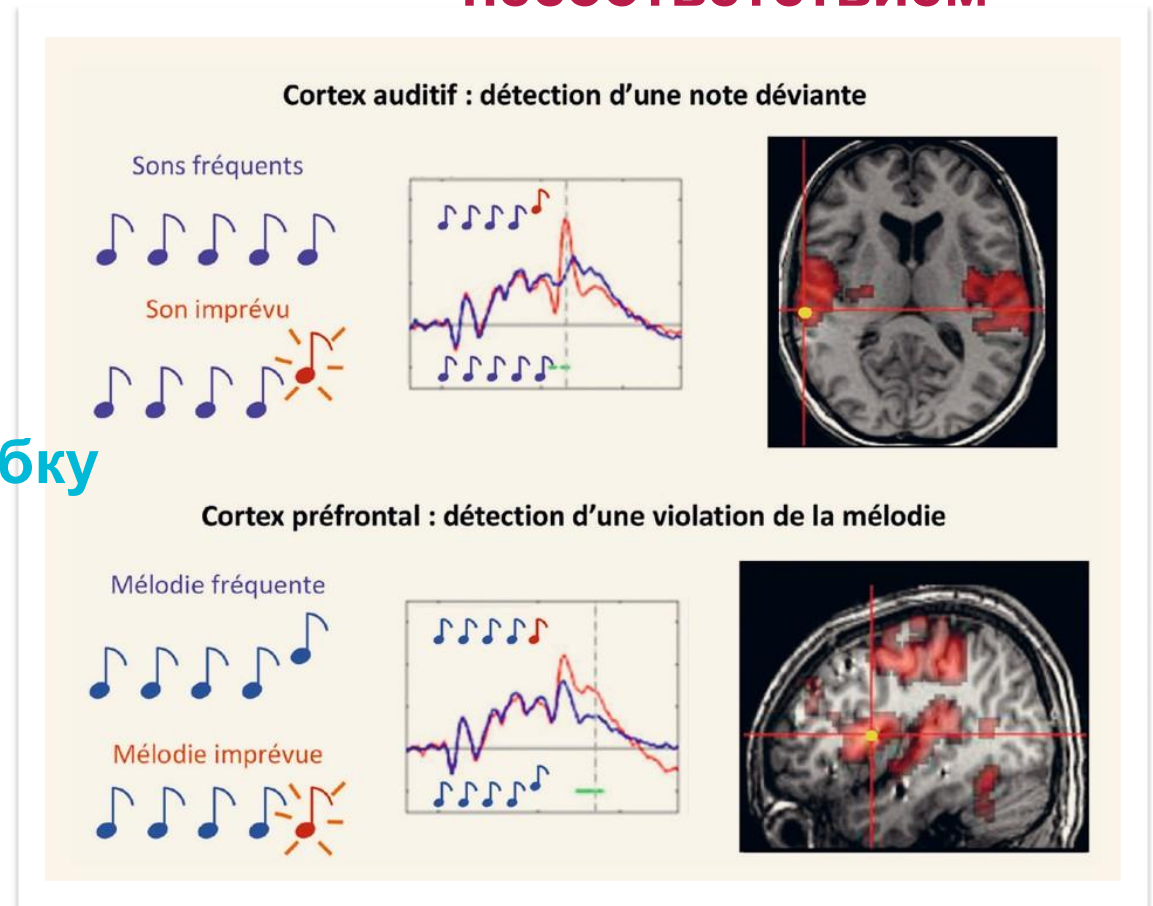 Cortex auditif : détection d’une note déviante
Sons fréquents
Son imprévu
бку
Cortex préfrontal : détection d’une violation de la mélodie
Mélodie fréquente
Mélodie imprévue